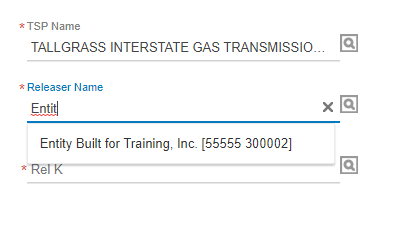 * TSP Name
TALLGRASS INTERSTATE GAS TRANSMISSIO...
* Releaser Name
Entit
Entity Built for Training, Inc. [55555 300002]
* Rel K